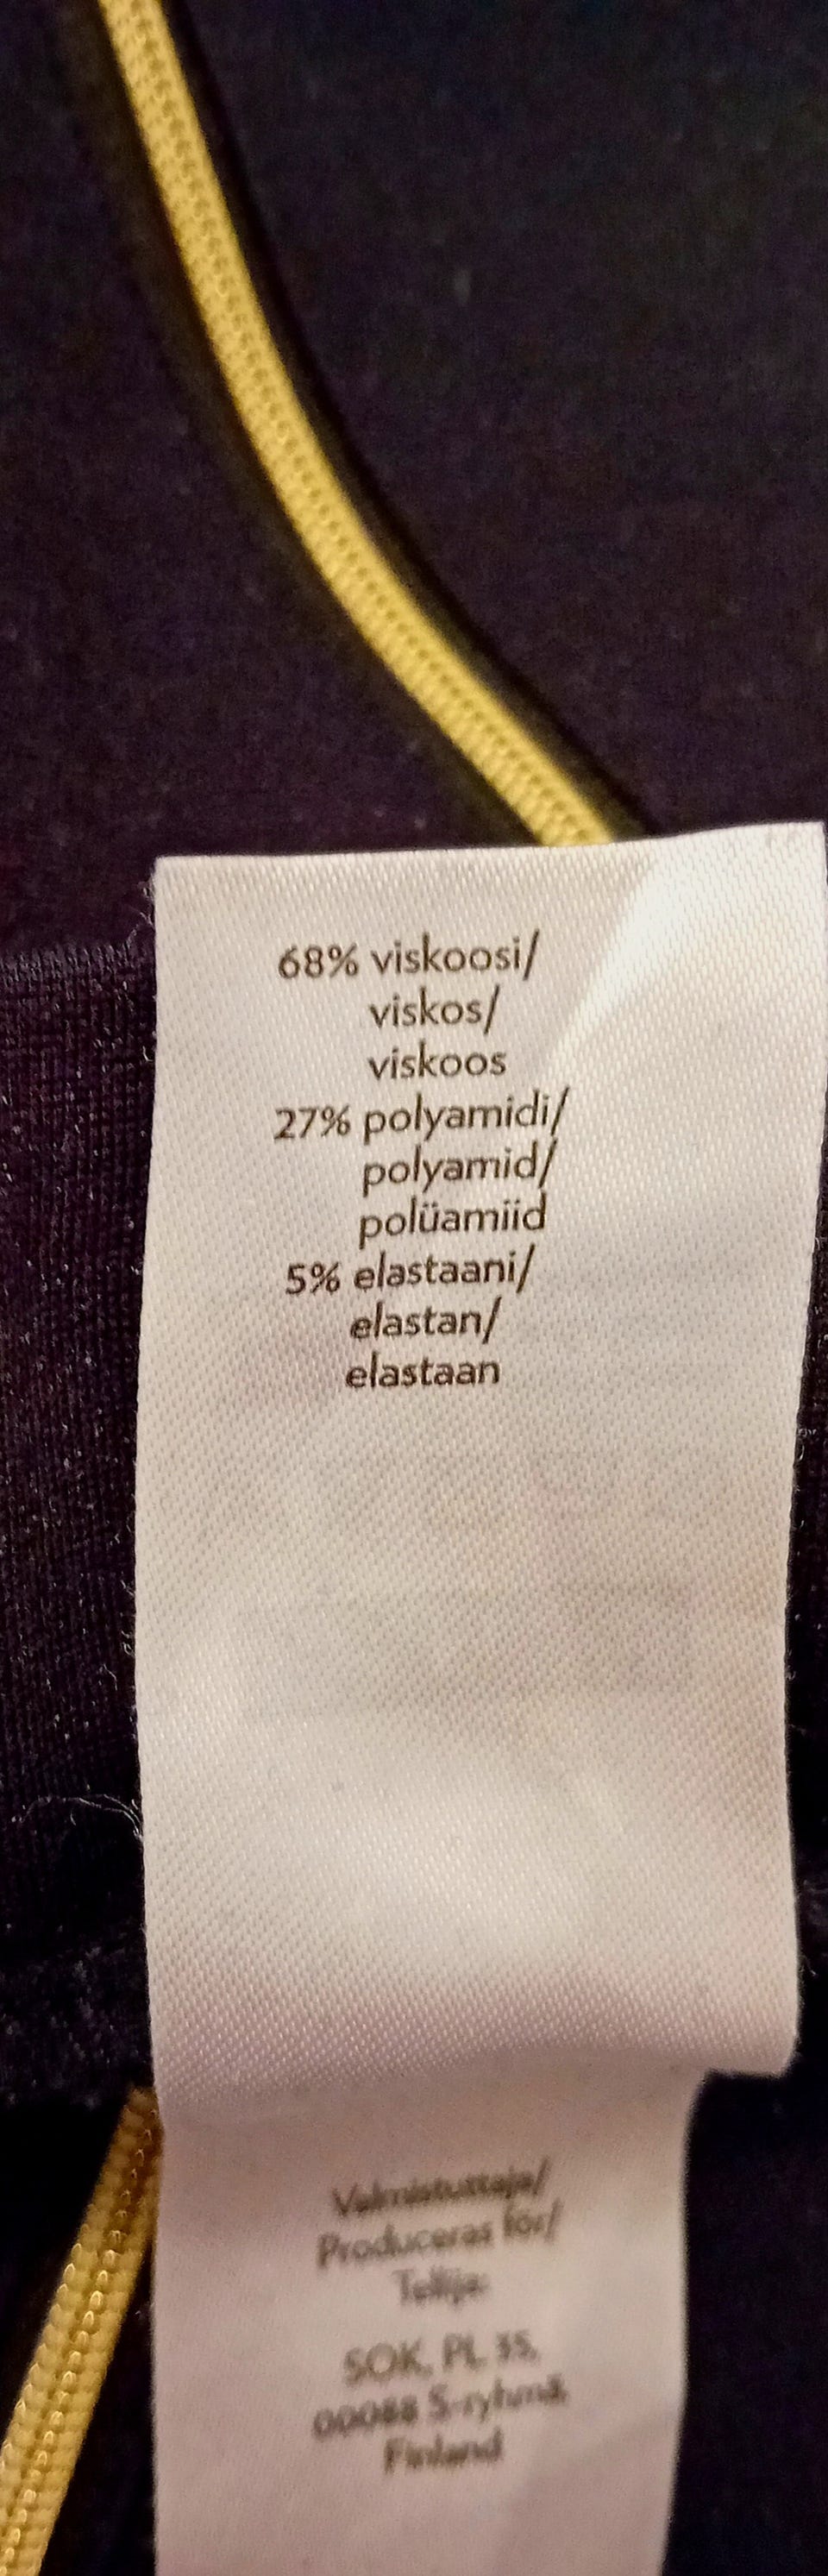 68% viskoosi/
viskos/
viskoos
27% polyamidi/
polyamid/
polüamiid
5% elastaani/
elastan/
elastaan
Valmistuttaja/
Produceras för/
Tellija:
SOK, PL 35,
00088 S-ryhmä,
Finland